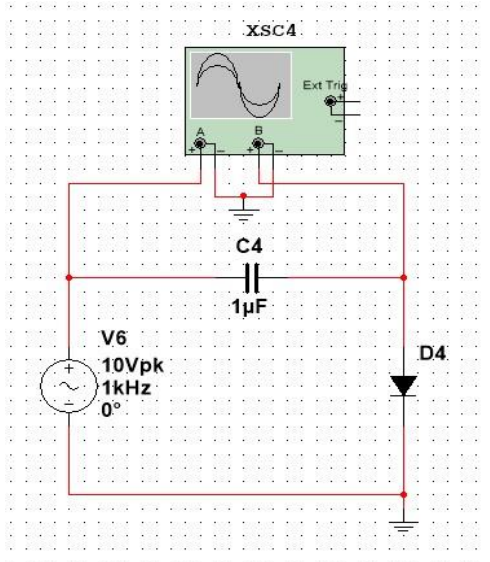 XSC4
Ext Trig
+
−
A
B
+ −
+ −
C4
1µF
V6
+
10Vpk
1kHz
−
0°
D4